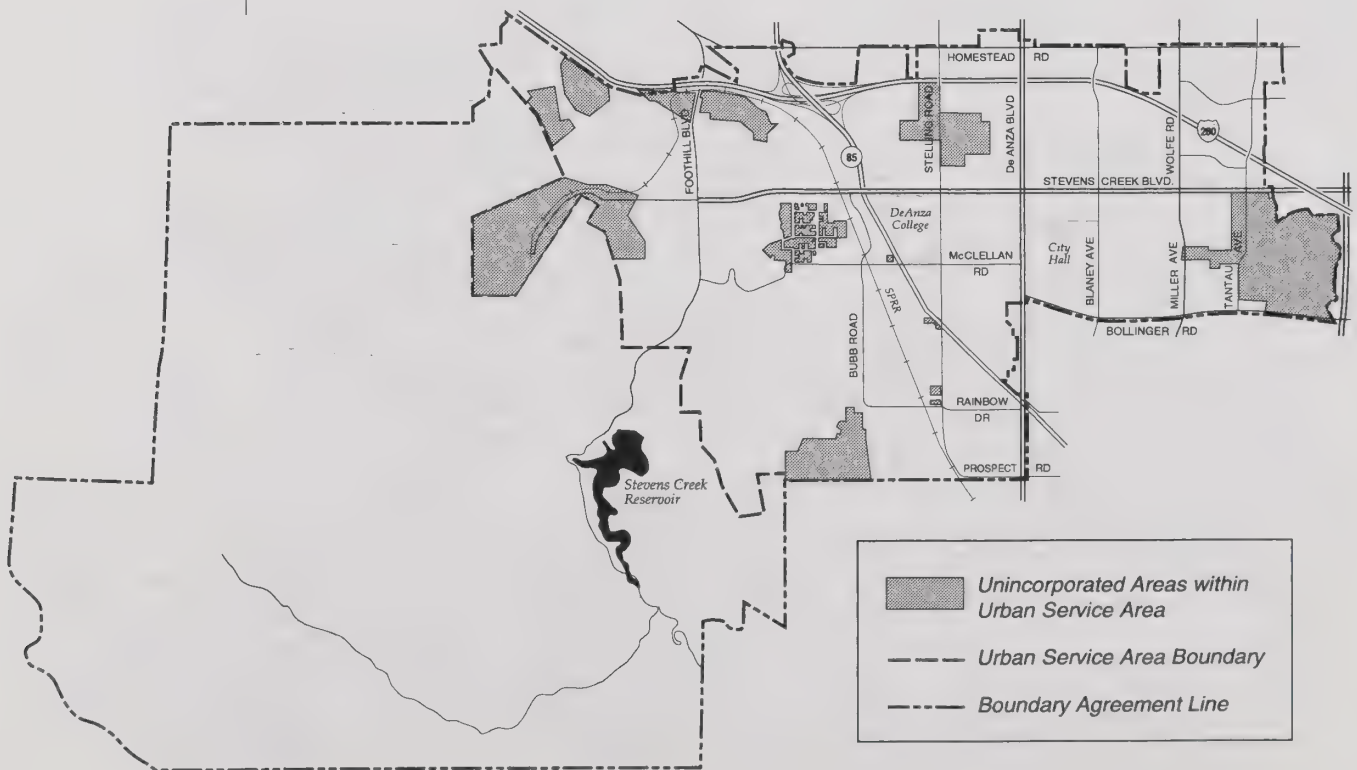 HOMESTEAD RD
FOOTHILL BLVD
STELLING ROAD
De ANZA BLVD
WOLFE RD
280
85
STEVENS CREEK BLVD.
DeAnza
College
City
Hall
BLANEY AVE
MILLER AVE
TANTAU AVE
McCLELLAN
RD
SPRR
BUBB ROAD
BOLLINGER RD
RAINBOW
DR
PROSPECT RD
Stevens Creek
Reservoir
Unincorporated Areas within
Urban Service Area
Urban Service Area Boundary
Boundary Agreement Line